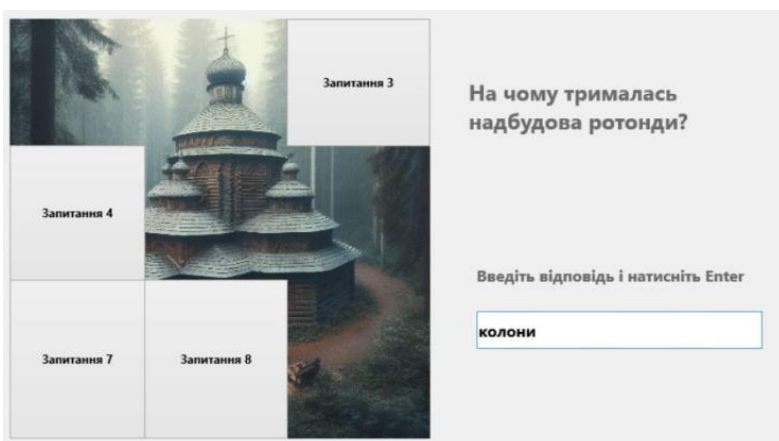 Запитання 3
На чому трималась
надбудова ротонди?
Запитання 4
Введіть відповідь і натисніть Enter
колони
Запитання 7
Запитання 8